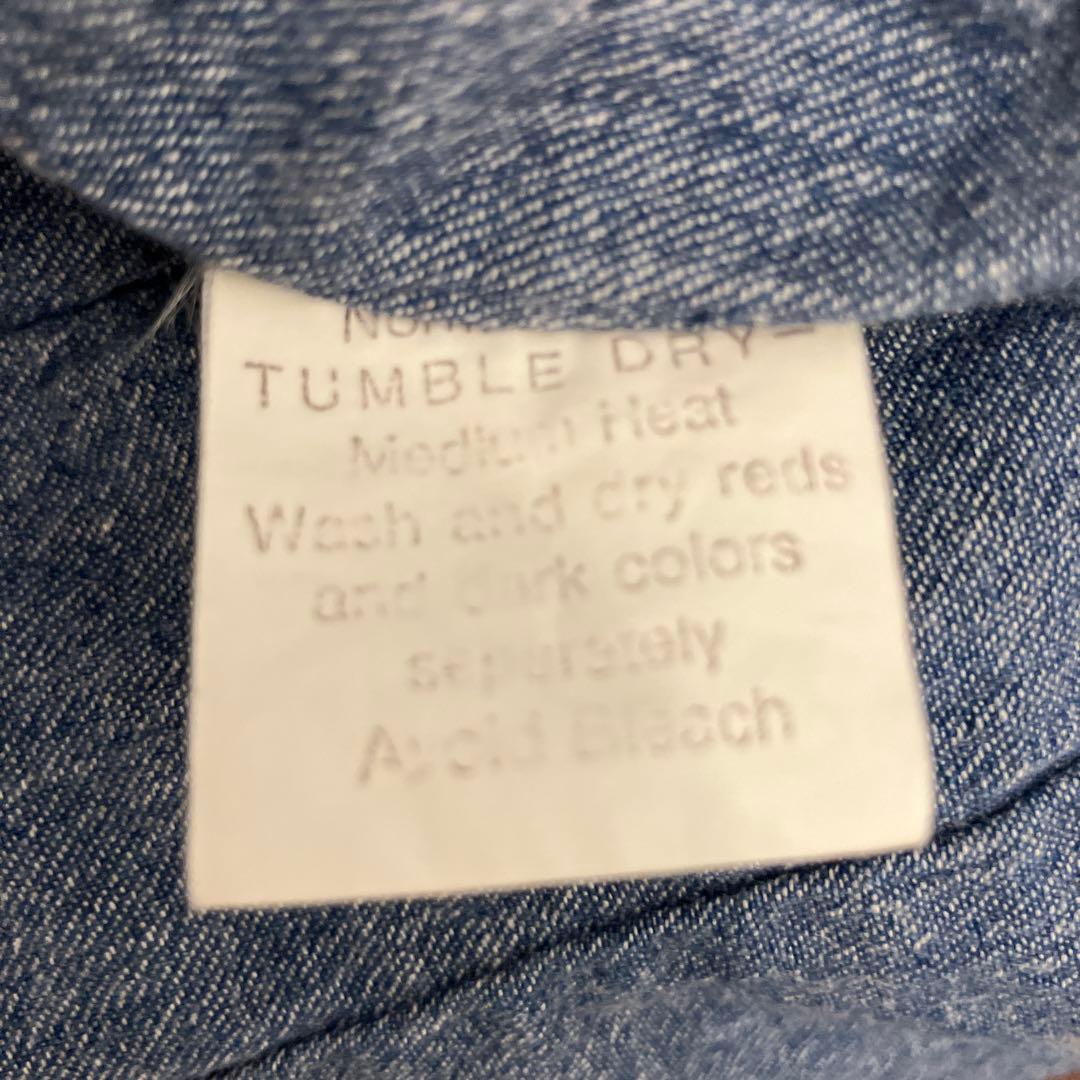 TUMBLE DRY-
Medium Heat
Wash and dry reds
and dark colors
separately
Avoid Bleach